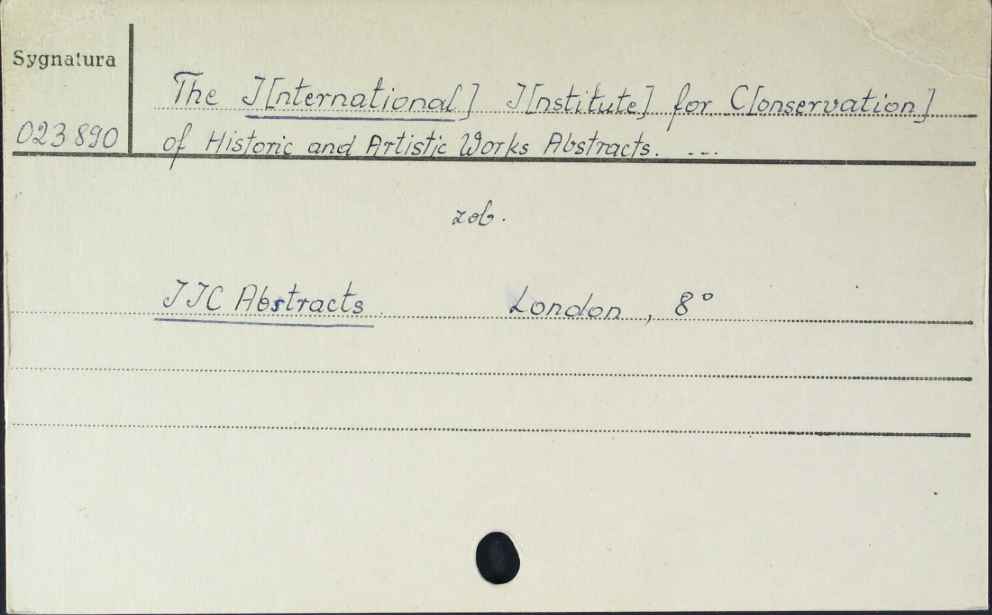 Sygnatura
The I[nternational] I[nstitute] for C[onservation]
023890 of Historic and Artistic Works Abstracts. ...
zob.
IIC Abstracts London, 8°